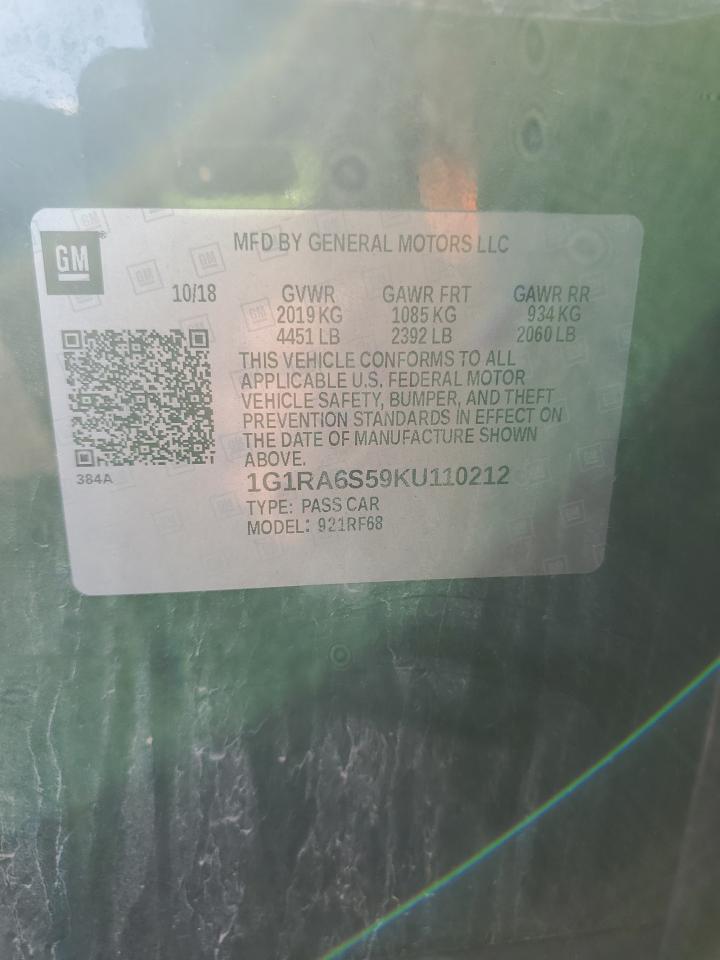 GM
MFD BY GENERAL MOTORS LLC
10/18 GVWR GAWR FRT GAWR RR
2019 KG 1085 KG 934 KG
4451 LB 2392 LB 2060 LB
THIS VEHICLE CONFORMS TO ALL
APPLICABLE U.S. FEDERAL MOTOR
VEHICLE SAFETY, BUMPER, AND THEFT
PREVENTION STANDARDS IN EFFECT ON
THE DATE OF MANUFACTURE SHOWN
ABOVE.
384A
1G1RA6S59KU110212
TYPE: PASS CAR
MODEL: 921RF68